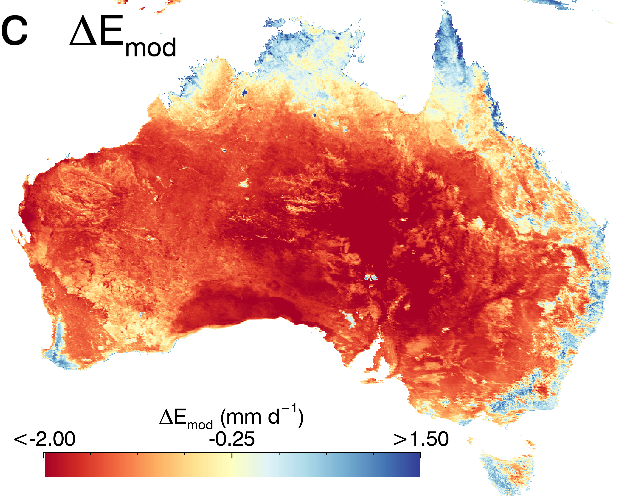 C ΔEmod
ΔEmod (mm d−1)
<-2.00 -0.25 >1.50